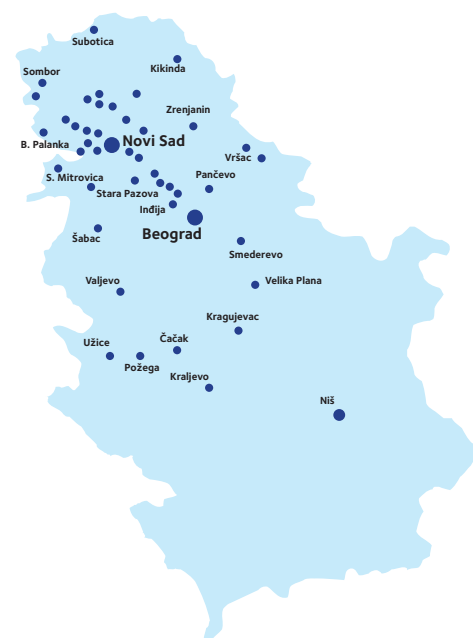 Subotica
Sombor
Kikinda
Zrenjanin
B. Palanka
Novi Sad
Vršac
S. Mitrovica
Pančevo
Stara Pazova
Inđija
Beograd
Šabac
Smederevo
Valjevo
Velika Plana
Kragujevac
Užice
Čačak
Požega
Kraljevo
Niš